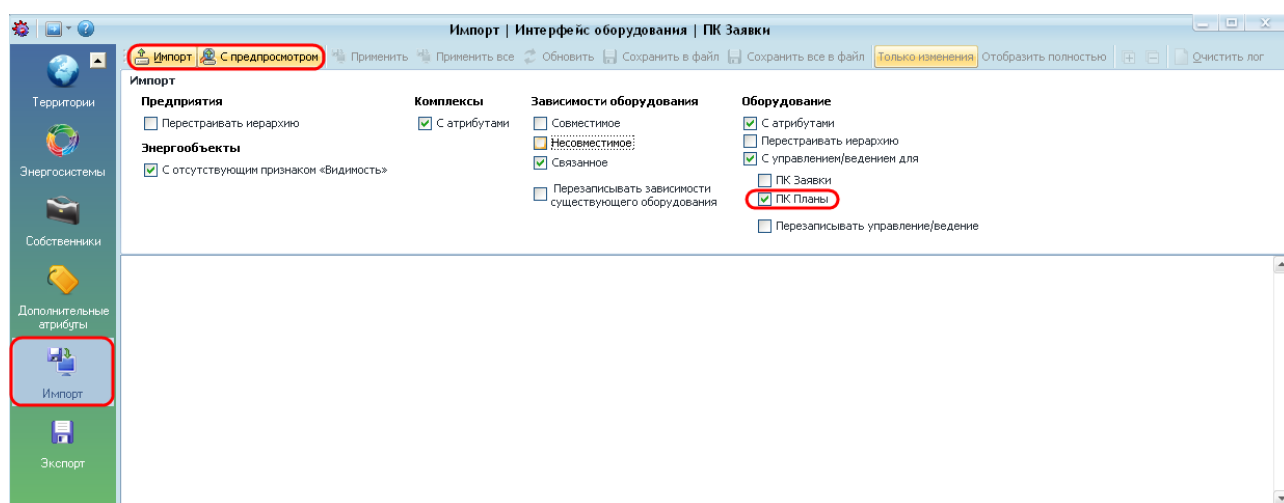 Импорт | Интерфейс оборудования | ПК Заявки
Импорт С предпросмотром Применить Применить все Обновить Сохранить в файл Сохранить все в файл Только изменения Отобразить полностью Очистить лог
Территории
Энергосистемы
Собственники
Дополнительные
атрибуты
Импорт
Экспорт
Импорт
Предприятия
Перестраивать иерархию
Энергообъекты
С отсутствующим признаком «Видимость»
Комплексы
С атрибутами
Зависимости оборудования
Совместимое
Несовместимое
Связанное
Перезаписывать зависимости
существующего оборудования
Оборудование
С атрибутами
Перестраивать иерархию
С управлением/ведением для
ПК Заявки
ПК Планы
Перезаписывать управление/ведение